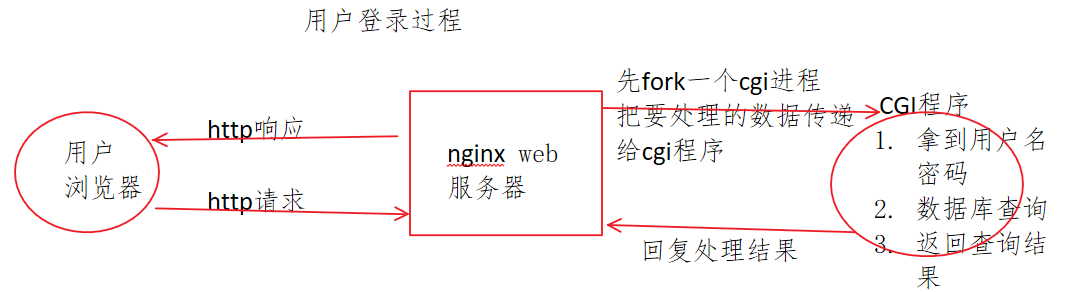 用户登录过程
先fork一个cgi进程
把要处理的数据传递
给cgi程序
http响应
用户
浏览器
http请求
nginx web
服务器
CGI程序
1. 拿到用户名
密码
2. 数据库查询
3. 返回查询结
果
回复处理结果